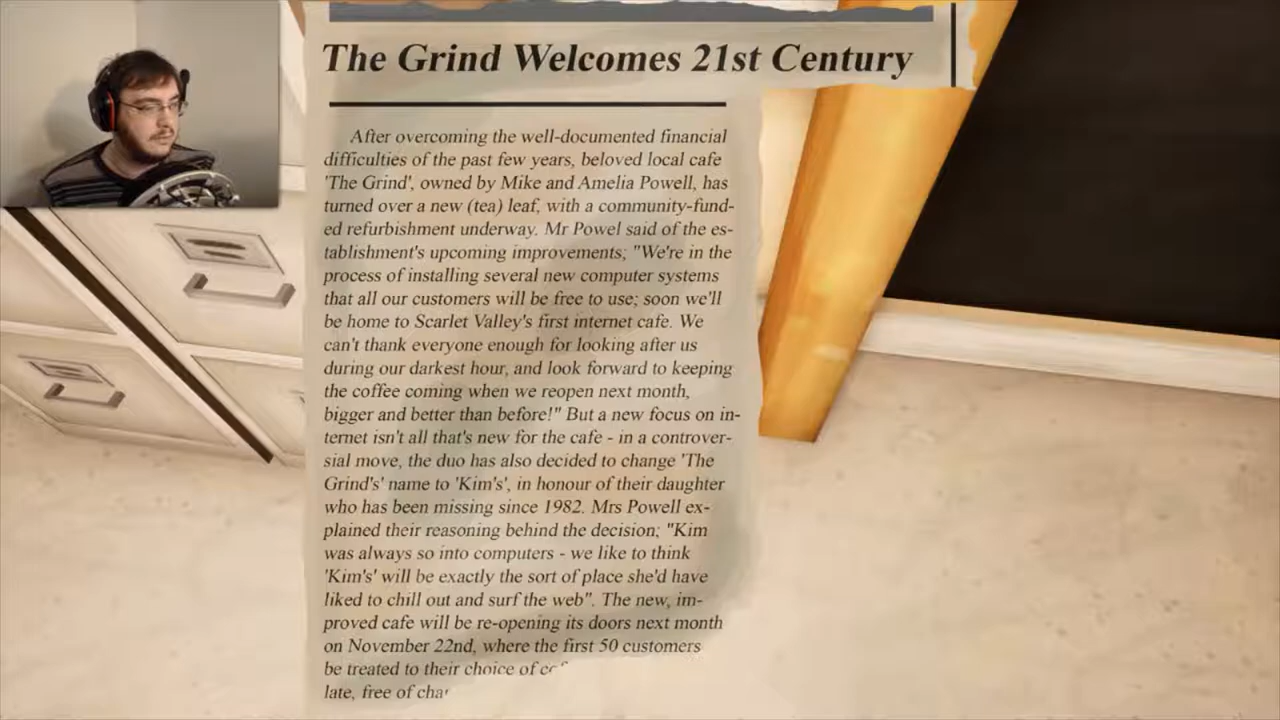 The Grind Welcomes 21st Century
After overcoming the well-documented financial
difficulties of the past few years, beloved local cafe
'The Grind', owned by Mike and Amelia Powell, has
turned over a new (tea) leaf, with a community-fund-
ed refurbishment underway. Mr Powel said of the es-
tablishment's upcoming improvements; "We're in the
process of installing several new computer systems
that all our customers will be free to use; soon we'll
be home to Scarlet Valley's first internet cafe. We
can't thank everyone enough for looking after us
during our darkest hour, and look forward to keeping
the coffee coming when we reopen next month,
bigger and better than before!" But a new focus on in-
ternet isn't all that's new for the cafe - in a controver-
sial move, the duo has also decided to change 'The
Grind's' name to 'Kim's', in honour of their daughter
who has been missing since 1982. Mrs Powell ex-
plained their reasoning behind the decision; "Kim
was always so into computers - we like to think
'Kim's' will be exactly the sort of place she'd have
liked to chill out and surf the web". The new, im-
proved cafe will be re-opening its doors next month
on November 22nd, where the first 50 customers
be treated to their choice of
late, free of